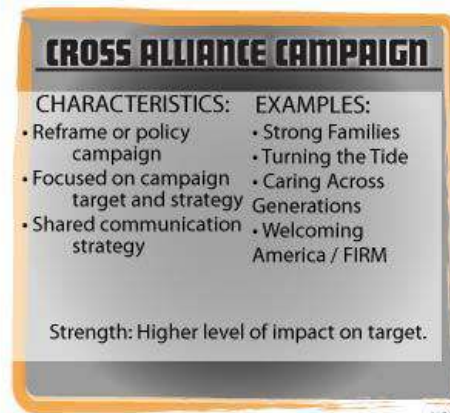 CROSS ALLIANCE CAMPAIGN
CHARACTERISTICS:
• Reframe or policy
campaign
• Focused on campaign
target and strategy
• Shared communication
strategy
EXAMPLES:
• Strong Families
• Turning the Tide
• Caring Across
Generations
• Welcoming
America / FIRM
Strength: Higher level of impact on target.